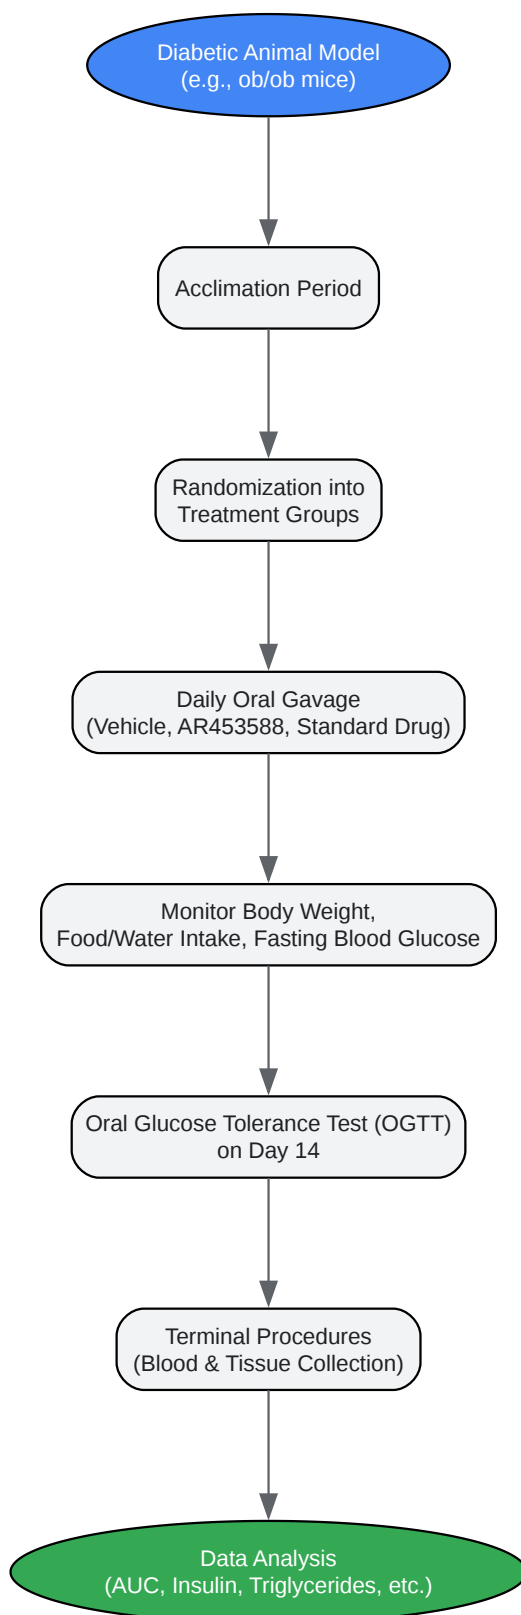 Diabetic Animal Model
(e.g., ob/ob mice)
Acclimation Period
Randomization into
Treatment Groups
Daily Oral Gavage
(Vehicle, AR453588, Standard Drug)
Monitor Body Weight,
Food/Water Intake, Fasting Blood Glucose
Oral Glucose Tolerance Test (OGTT)
on Day 14
Terminal Procedures
(Blood & Tissue Collection)
Data Analysis
(AUC, Insulin, Triglycerides, etc.)